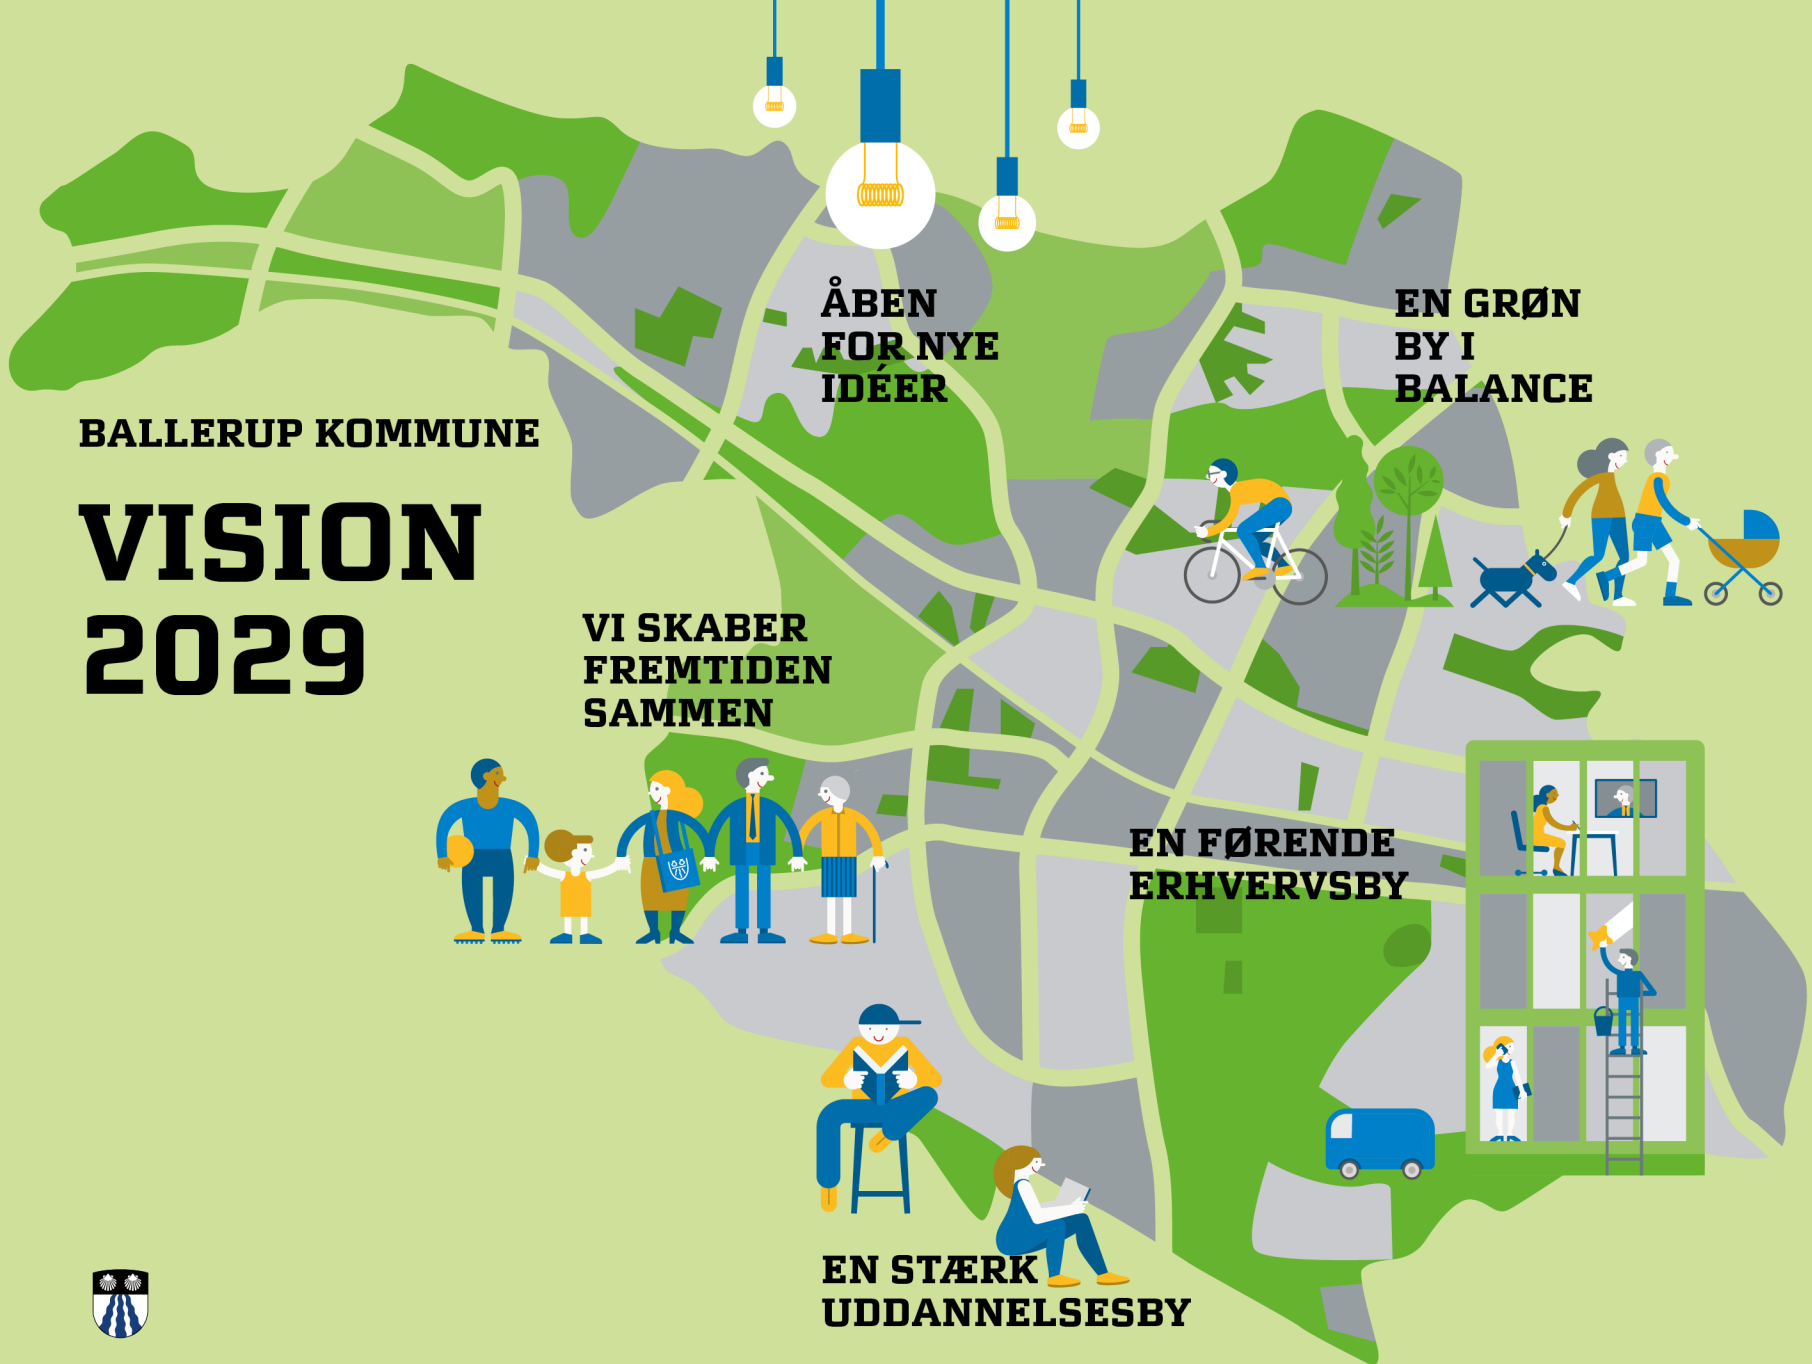 BALLERUP KOMMUNE
VISION
2029
ÅBEN
FOR NYE
IDÉER
EN GRØN
BY I
BALANCE
VI SKABER
FREMTIDEN
SAMMEN
EN FØRENDE
ERHVERVSBY
EN STÆRK
UDDANNELSESBY